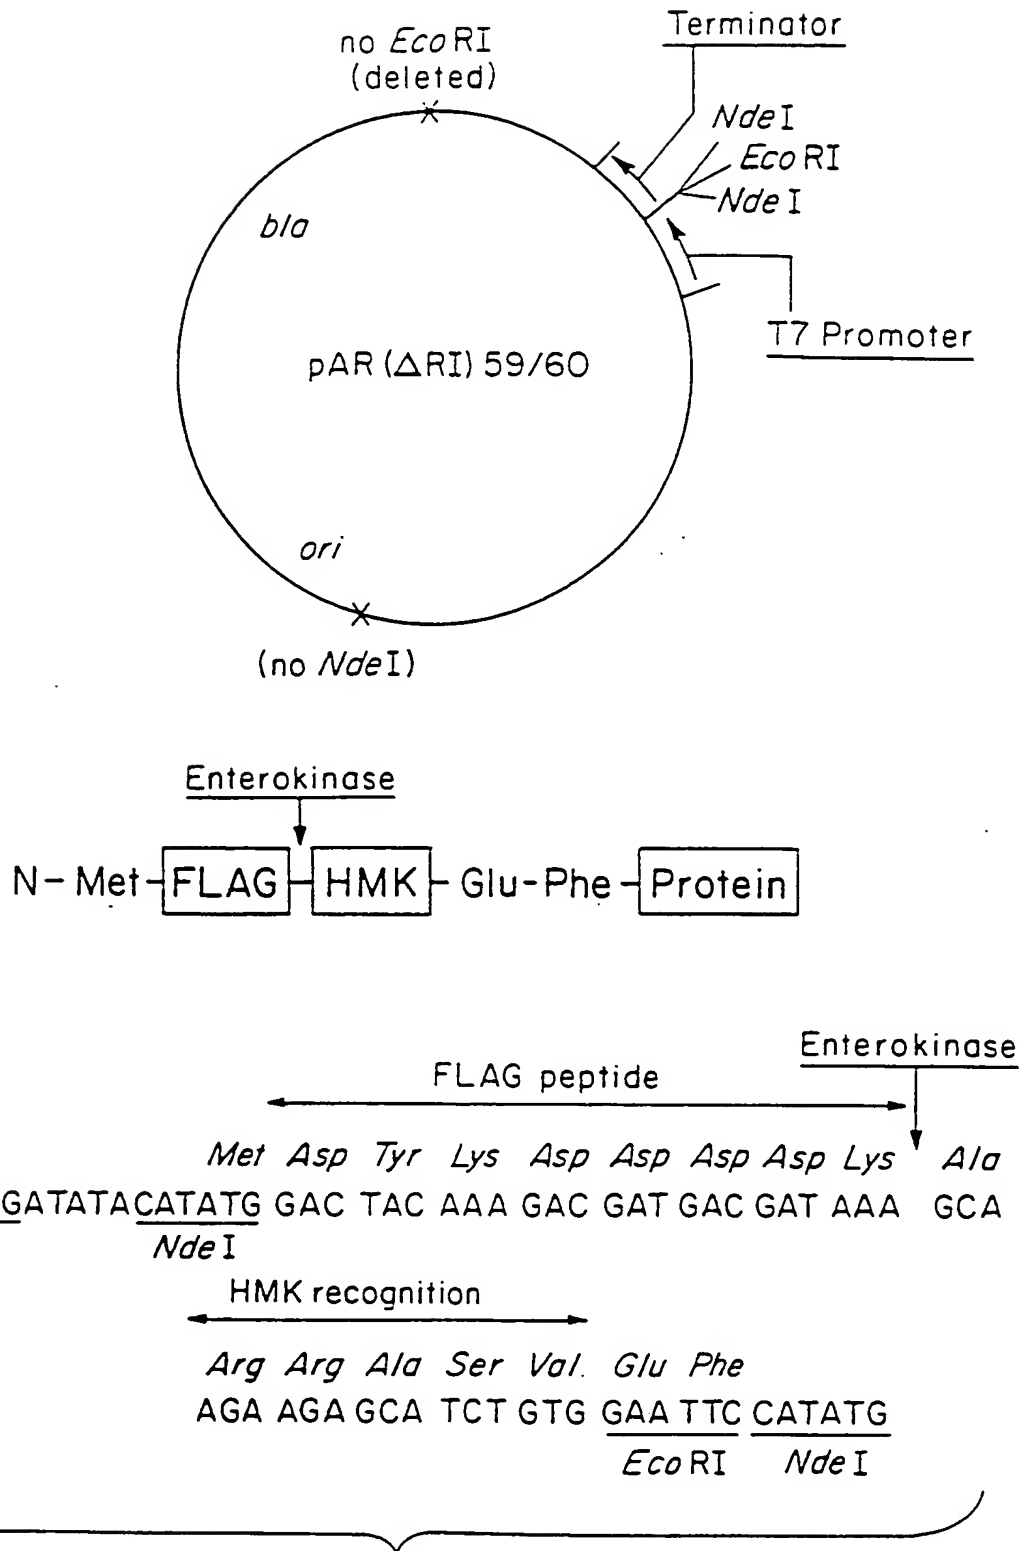 Terminator
no EcoRI
(deleted)
NdeI
EcoRI
NdeI
bla
T7 Promoter
pAR (ΔRI) 59/60
ori
(no NdeI)
Enterokinase
N- Met FLAG HMK Glu-Phe Protein
Enterokinase
FLAG peptide
Met Asp Tyr Lys Asp Asp Asp Asp Lys Ala
GATATACATATG GAC TAC AAA GAC GAT GAC GAT AAA GCA
NdeI
HMK recognition
Arg Arg Ala Ser Val. Glu Phe
AGA AGA GCA TCT GTG GAA TTC CATATG
EcoRI NdeI